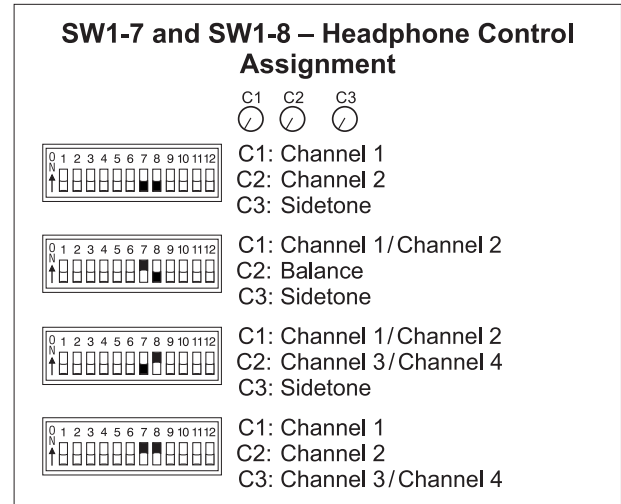 SW1-7 and SW1-8 – Headphone Control
Assignment
C1 C2 C3
ON 1 2 3 4 5 6 7 8 9 10 11 12
C1: Channel 1
C2: Channel 2
C3: Sidetone
ON 1 2 3 4 5 6 7 8 9 10 11 12
C1: Channel 1/Channel 2
C2: Balance
C3: Sidetone
ON 1 2 3 4 5 6 7 8 9 10 11 12
C1: Channel 1/Channel 2
C2: Channel 3/Channel 4
C3: Sidetone
ON 1 2 3 4 5 6 7 8 9 10 11 12
C1: Channel 1
C2: Channel 2
C3: Channel 3/Channel 4